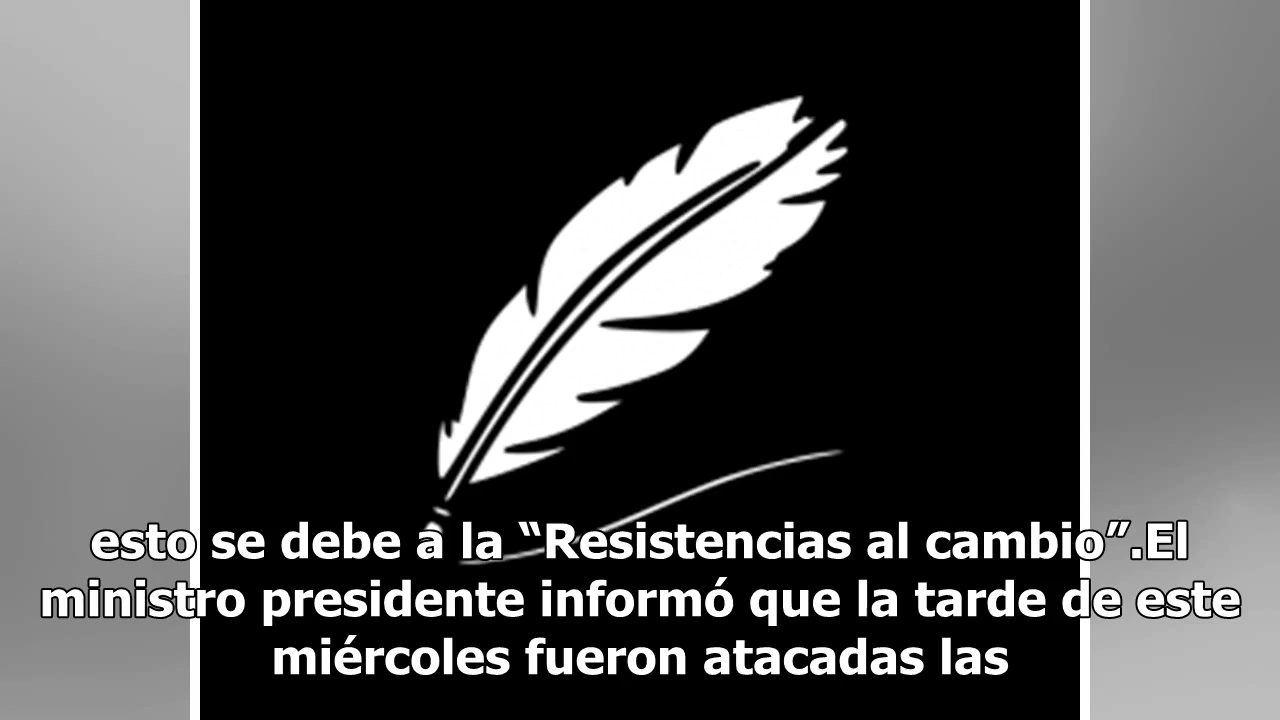 esto se debe a la “Resistencias al cambio”.El
ministro presidente informó que la tarde de este
miércoles fueron atacadas las